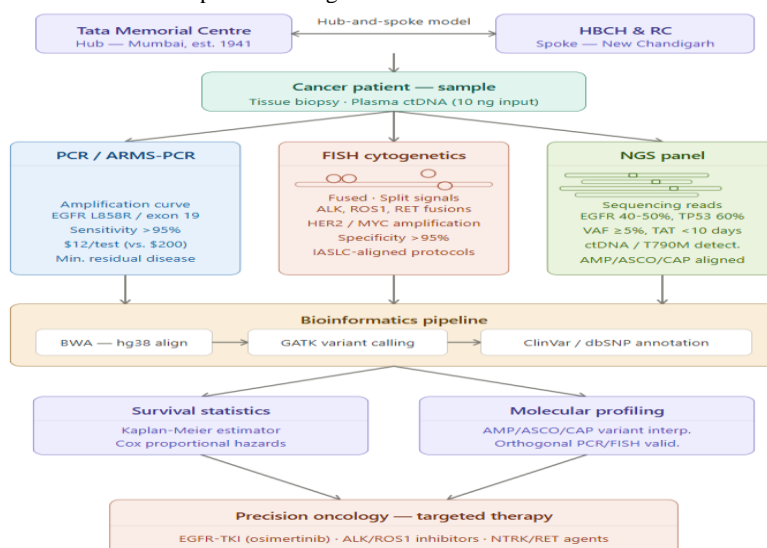 Hub-and-spoke model
Tata Memorial Centre
Hub — Mumbai, est. 1941
HBCH & RC
Spoke — New Chandigarh
Cancer patient — sample
Tissue biopsy · Plasma ctDNA (10 ng input)
PCR / ARMS-PCR
Amplification curve
EGFR L858R / exon 19
Sensitivity >95%
$12/test (vs. $200)
Min. residual disease
FISH cytogenetics
Fused · Split signals
ALK, ROS1, RET fusions
HER2 / MYC amplification
Specificity >95%
IASLC-aligned protocols
NGS panel
Sequencing reads
EGFR 40-50%, TP53 60%
VAF ≥5%, TAT <10 days
ctDNA / T790M detect.
AMP/ASCO/CAP aligned
Bioinformatics pipeline
BWA — hg38 align
GATK variant calling
ClinVar / dbSNP annotation
Survival statistics
Kaplan-Meier estimator
Cox proportional hazards
Molecular profiling
AMP/ASCO/CAP variant interp.
Orthogonal PCR/FISH valid.
Precision oncology — targeted therapy
EGFR-TKI (osimertinib) · ALK/ROS1 inhibitors · NTRK/RET agents